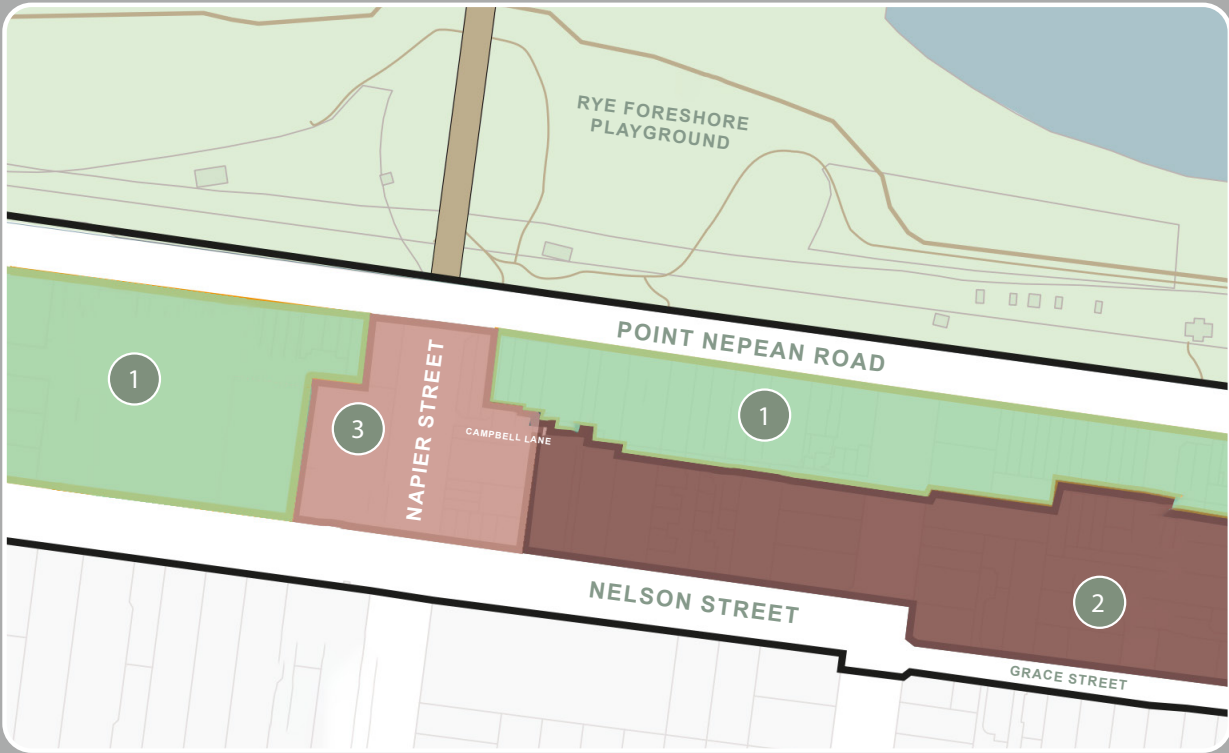 RYE FORESHORE
PLAYGROUND
POINT NEPEAN ROAD
1
1
3
NAPIER STREET
CAMPBELL LANE
NELSON STREET
2
GRACE STREET